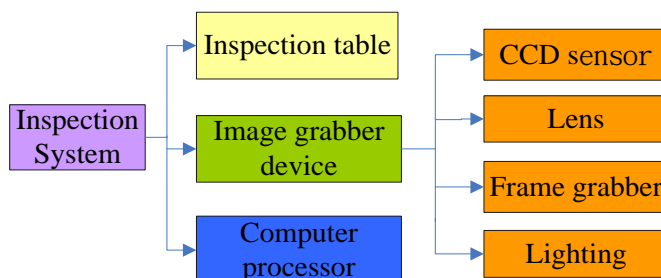 Inspection
System
Inspection table
Image grabber
device
Computer
processor
CCD sensor
Lens
Frame grabber
Lighting